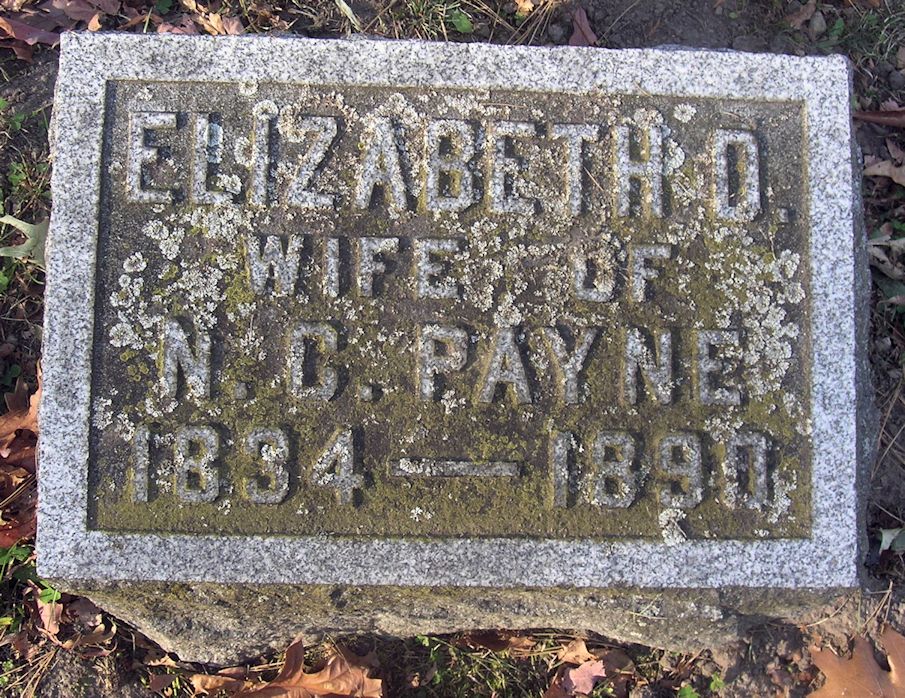 ELIZABETH D.
WIFE OF
N. C. PAYNE
1834 — 1890